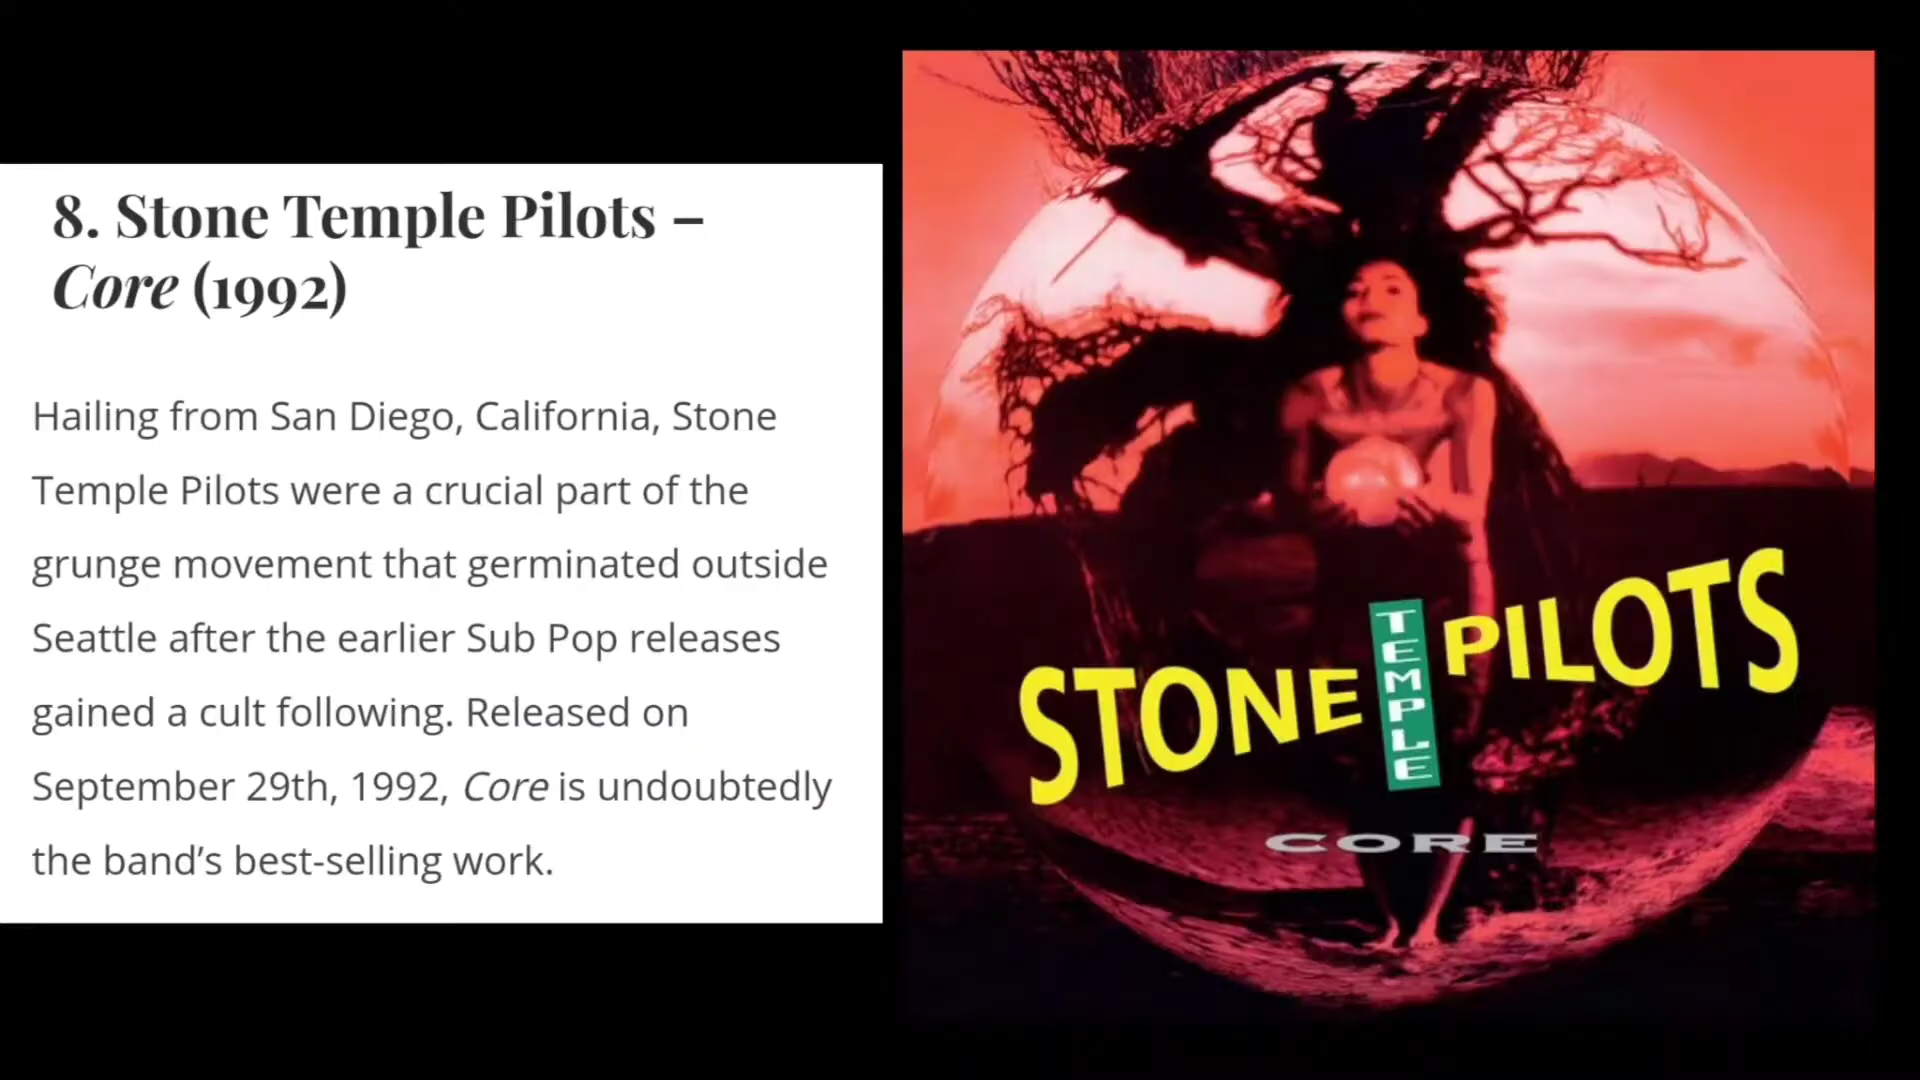 8. Stone Temple Pilots –
Core (1992)
Hailing from San Diego, California, Stone
Temple Pilots were a crucial part of the
grunge movement that germinated outside
Seattle after the earlier Sub Pop releases
gained a cult following. Released on
September 29th, 1992, Core is undoubtedly
the band’s best-selling work.
STONE TEMPLE PILOTS
CORE